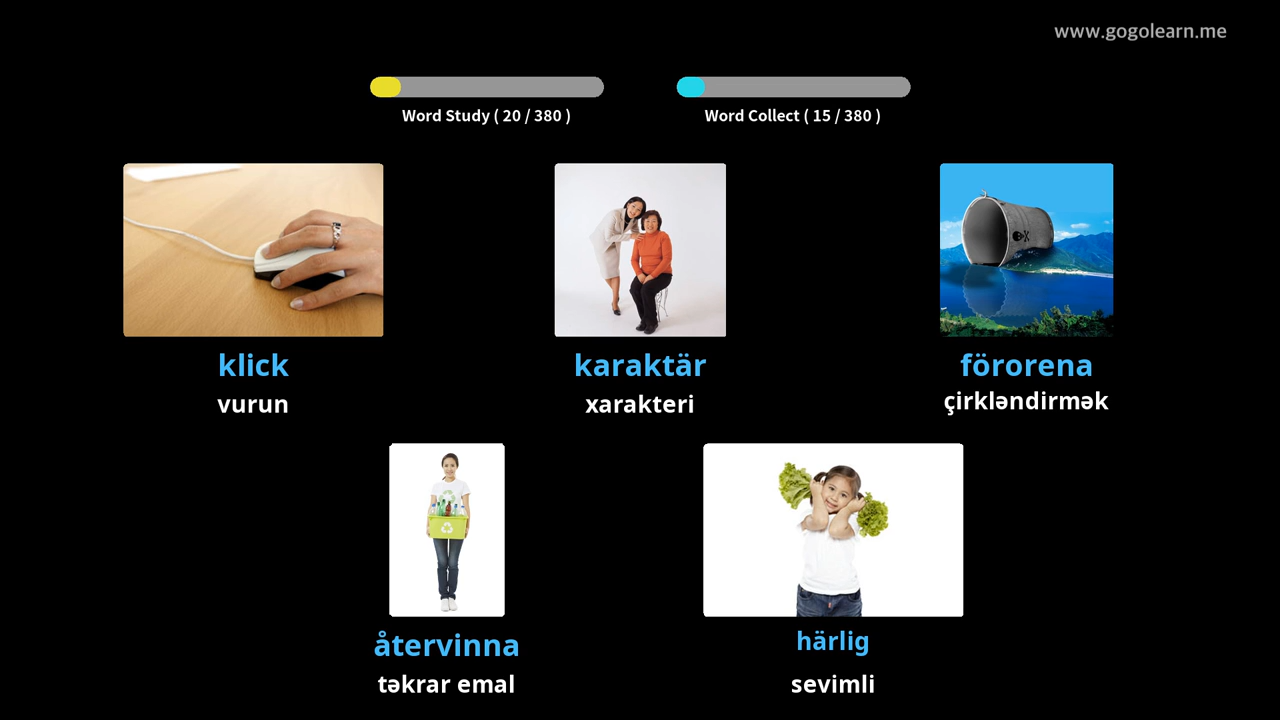 www.gogolearn.me
Word Study ( 20 / 380 )
Word Collect ( 15 / 380 )
klick
vurun
karaktär
xarakteri
förorena
çirkləndirmək
återvinna
təkrar emal
härlig
sevimli